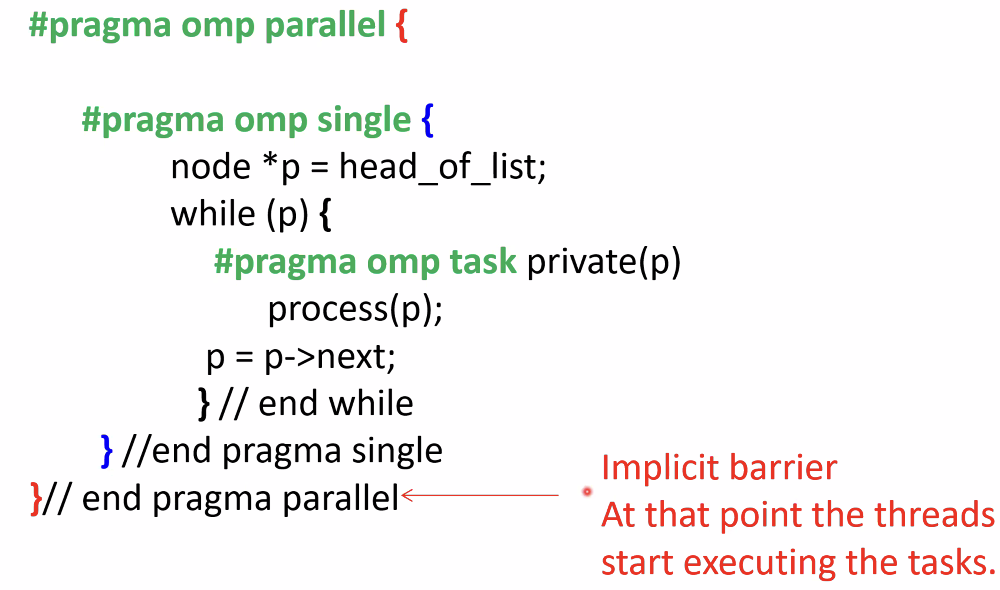 #pragma omp parallel {
#pragma omp single {
node *p = head_of_list;
while (p) {
#pragma omp task private(p)
process(p);
p = p->next;
} // end while
} //end pragma single
}// end pragma parallel
Implicit barrier
At that point the threads
start executing the tasks.